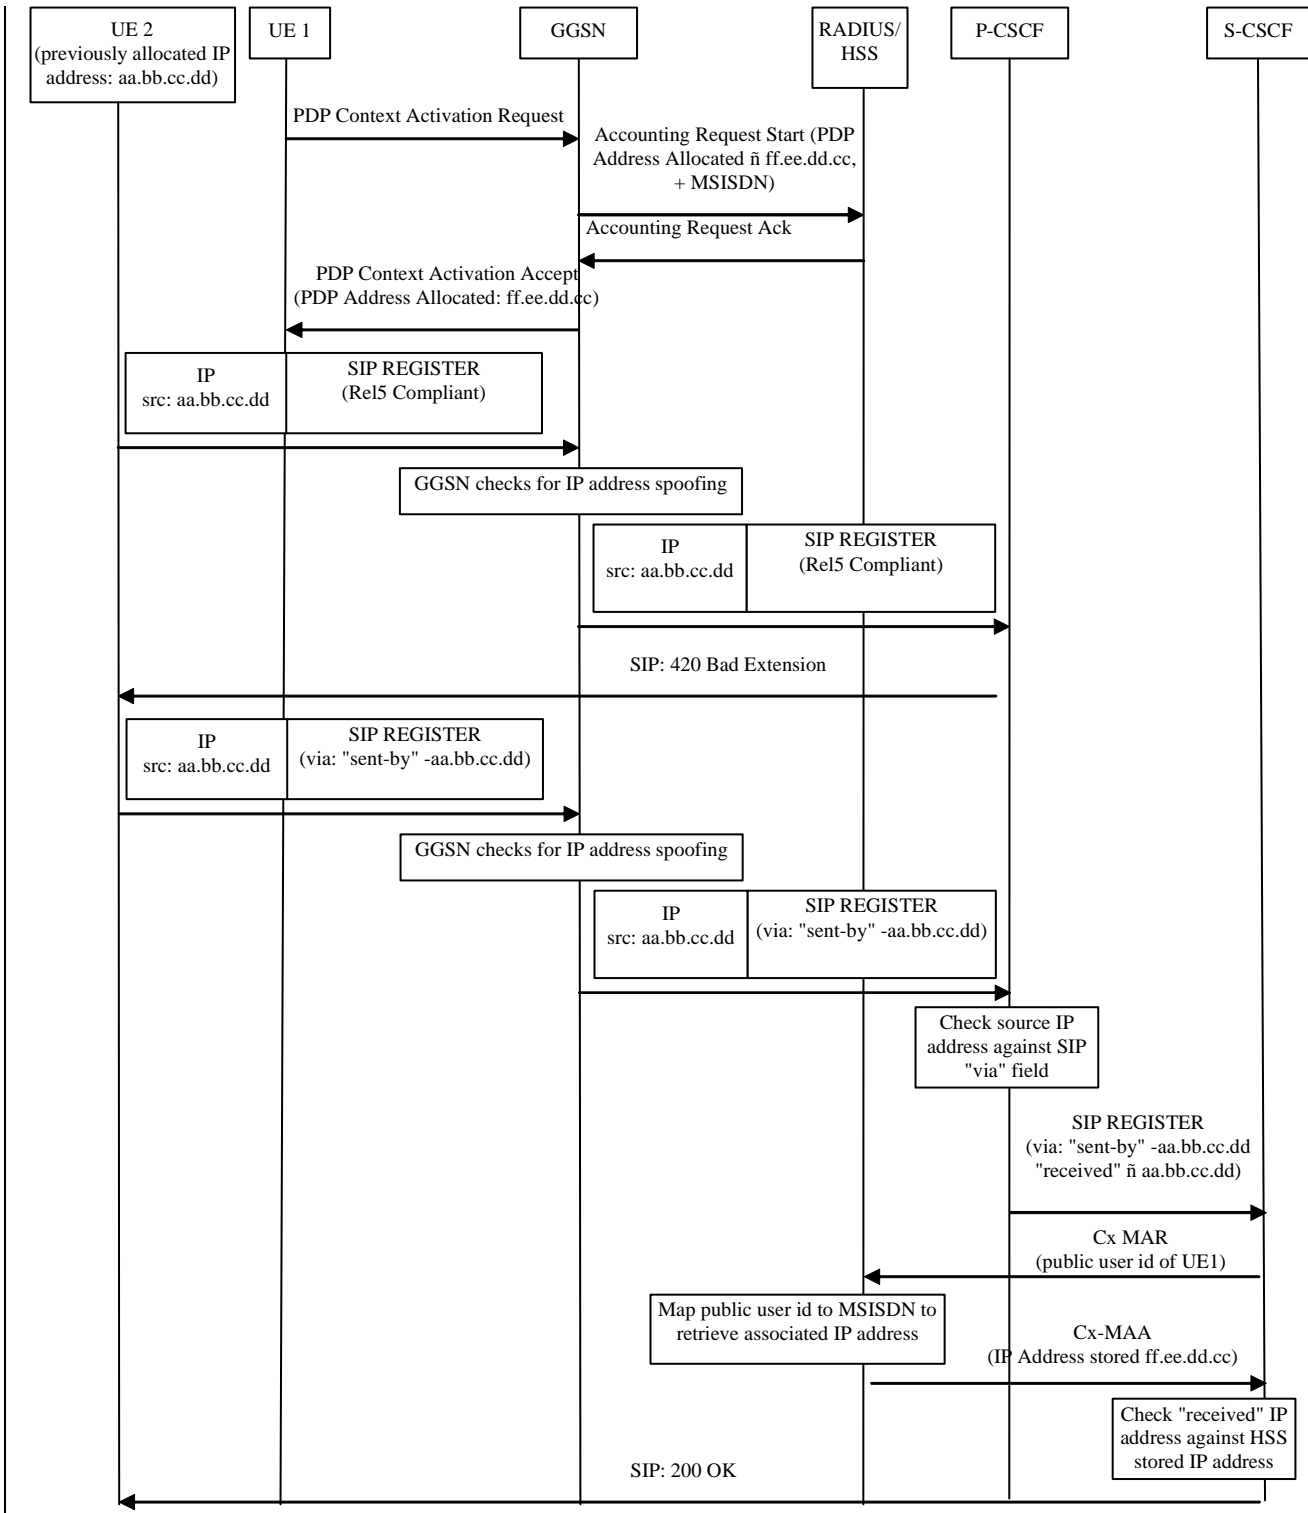 UE 2
(previously allocated IP
address: aa.bb.cc.dd)
UE 1
GGSN
RADIUS/
HSS
P-CSCF
S-CSCF
PDP Context Activation Request
Accounting Request Start (PDP
Address Allocated ñ ff.ee.dd.cc,
+ MSISDN)
Accounting Request Ack
PDP Context Activation Accept
(PDP Address Allocated: ff.ee.dd.cc)
IP
src: aa.bb.cc.dd
SIP REGISTER
(Rel5 Compliant)
GGSN checks for IP address spoofing
IP
src: aa.bb.cc.dd
SIP REGISTER
(Rel5 Compliant)
SIP: 420 Bad Extension
IP
src: aa.bb.cc.dd
SIP REGISTER
(via: "sent-by" -aa.bb.cc.dd)
GGSN checks for IP address spoofing
IP
src: aa.bb.cc.dd
SIP REGISTER
(via: "sent-by" -aa.bb.cc.dd)
Check source IP
address against SIP
"via" field
SIP REGISTER
(via: "sent-by" -aa.bb.cc.dd
"received" ñ aa.bb.cc.dd)
Cx MAR
(public user id of UE1)
Map public user id to MSISDN to
retrieve associated IP address
Cx-MAA
(IP Address stored ff.ee.dd.cc)
Check "received" IP
address against HSS
stored IP address
SIP: 200 OK